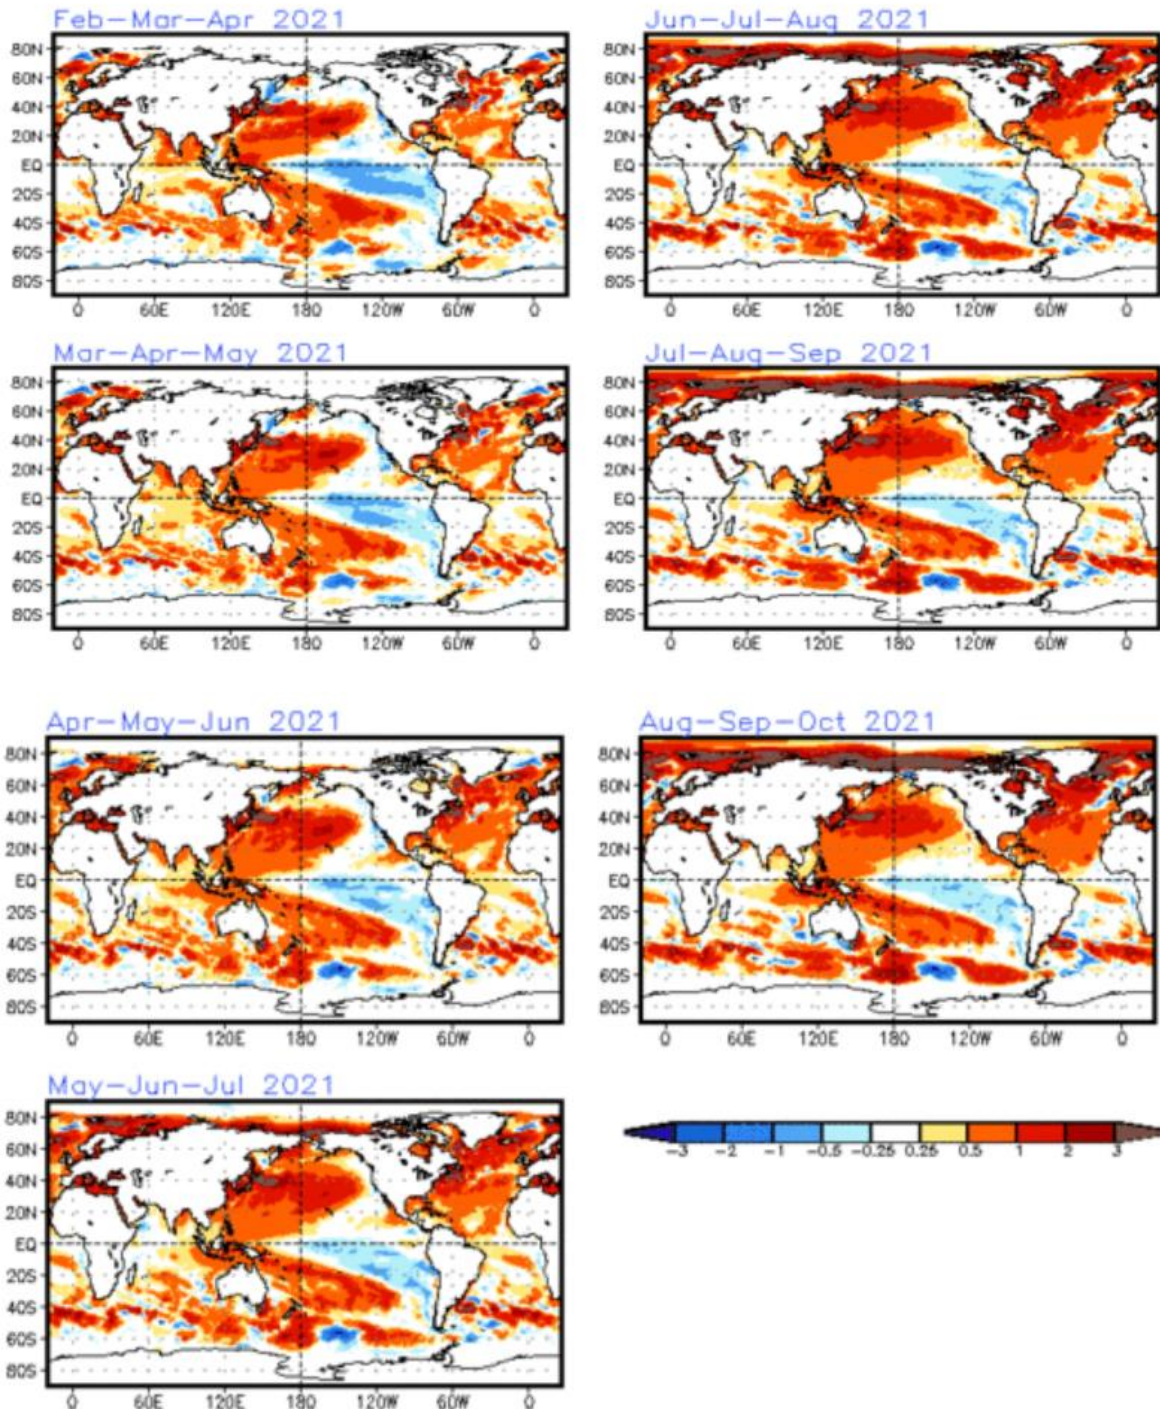 Feb-Mar-Apr 2021
80N
60N
40N
20N
EQ
20S
40S
60S
80S
0 60E 120E 180 120W 60W 0
Jun-Jul-Aug 2021
80N
60N
40N
20N
EQ
20S
40S
60S
80S
0 60E 120E 180 120W 60W 0
Mar-Apr-May 2021
80N
60N
40N
20N
EQ
20S
40S
60S
80S
0 60E 120E 180 120W 60W 0
Jul-Aug-Sep 2021
80N
60N
40N
20N
EQ
20S
40S
60S
80S
0 60E 120E 180 120W 60W 0
Apr-May-Jun 2021
80N
60N
40N
20N
EQ
20S
40S
60S
80S
0 60E 120E 180 120W 60W 0
Aug-Sep-Oct 2021
80N
60N
40N
20N
EQ
20S
40S
60S
80S
0 60E 120E 180 120W 60W 0
May-Jun-Jul 2021
80N
60N
40N
20N
EQ
20S
40S
60S
80S
0 60E 120E 180 120W 60W 0
-3 -2 -1 -0.5 -0.25 0.25 0.5 1 2 3